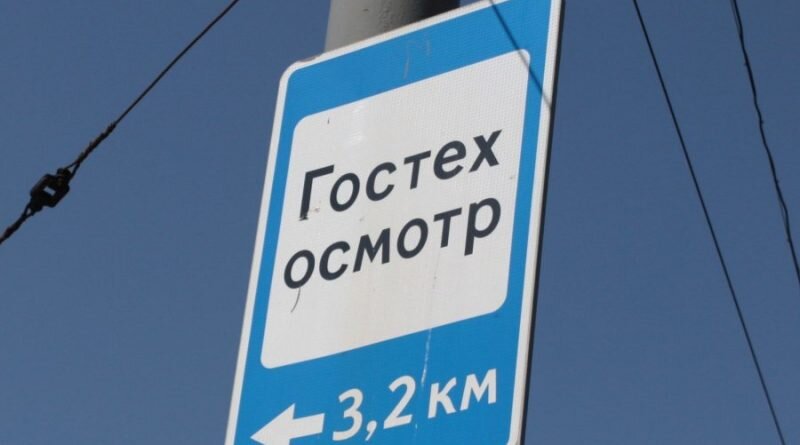 Гостех
осмотр
3,2 км